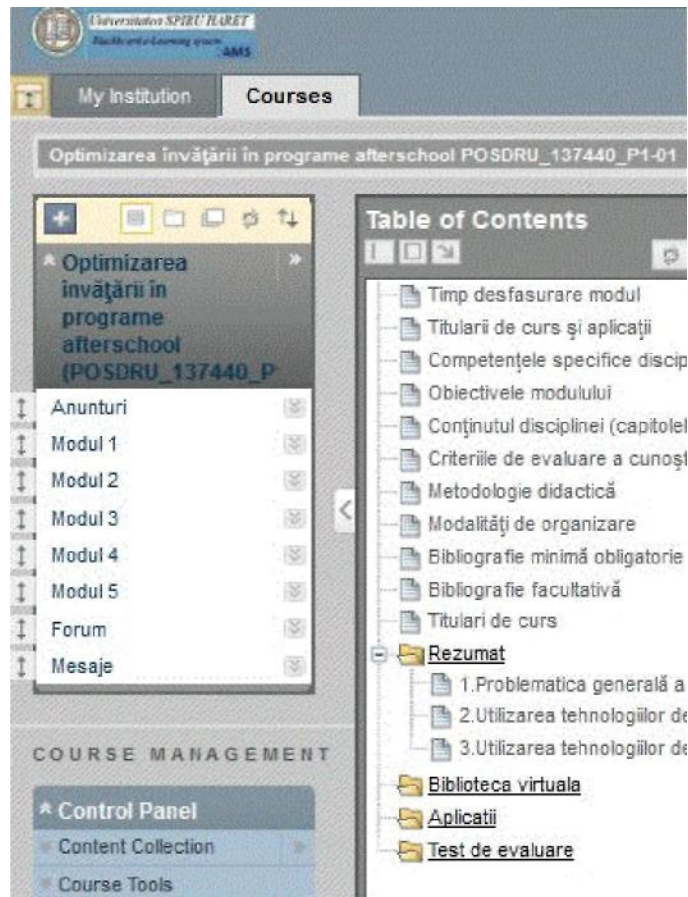 Universitatea SPIRU HARET
Blackboard e-Learning system
AMS
My Institution
Courses
Optimizarea învăţării în programe afterschool POSDRU_137440_P1-01
Optimizarea
învăţării în
programe
afterschool
(POSDRU_137440_P
Anunturi
Modul 1
Modul 2
Modul 3
Modul 4
Modul 5
Forum
Mesaje
COURSE MANAGEMENT
Control Panel
Content Collection
Course Tools
Table of Contents
Timp desfasurare modul
Titularii de curs şi aplicaţii
Competenţele specifice discip
Obiectivele modulului
Conţinutul disciplinei (capitolel
Criteriile de evaluare a cunoşt
Metodologie didactică
Modalităţi de organizare
Bibliografie minimă obligatorie
Bibliografie facultativă
Titulari de curs
Rezumat
1.Problematica generală a
2.Utilizarea tehnologiilor de
3.Utilizarea tehnologiilor de
Biblioteca virtuala
Aplicatii
Test de evaluare